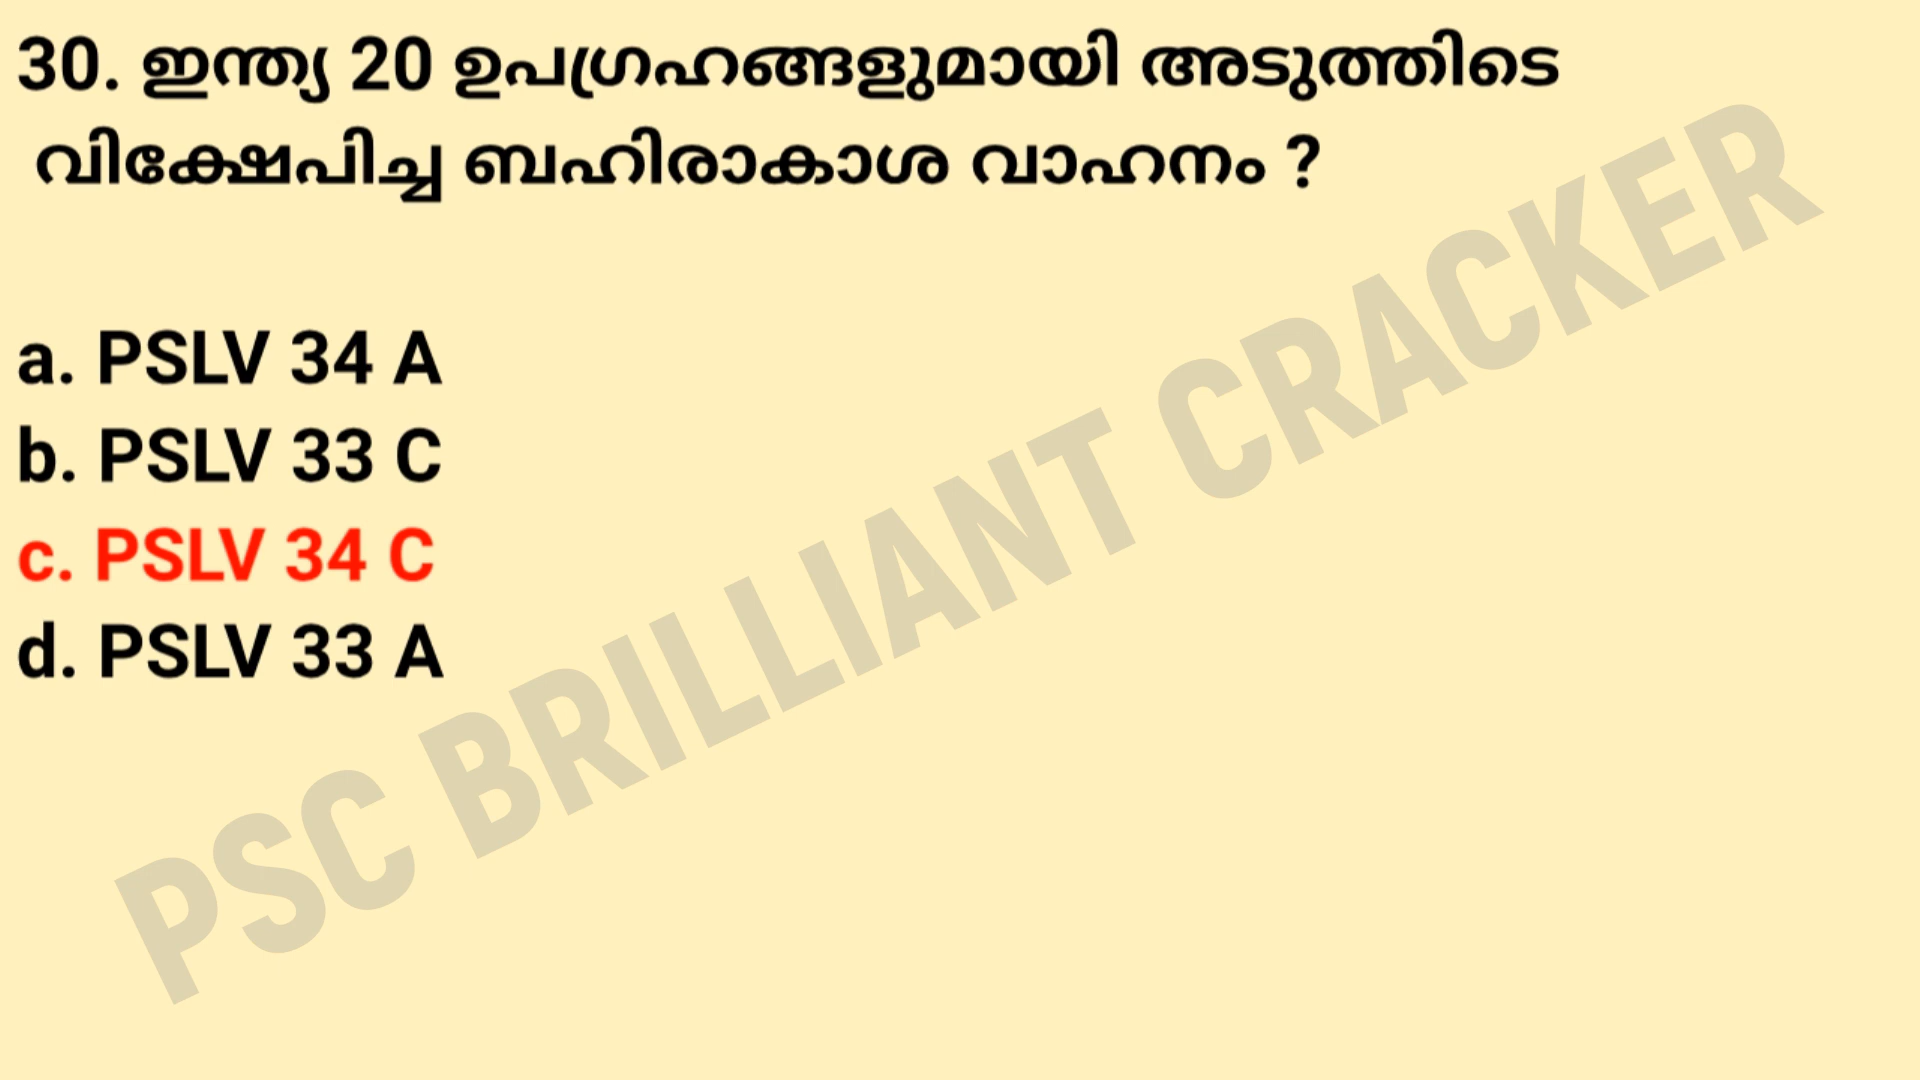 30. ഇന്ത്യ 20 ഉപഗ്രഹങ്ങളുമായി അടുത്തിടെ
വിക്ഷേപിച്ച ബഹിരാകാശ വാഹനം ?
a. PSLV 34 A
b. PSLV 33 C
c. PSLV 34 C
d. PSLV 33 A
PSC BRILLIANT CRACKER